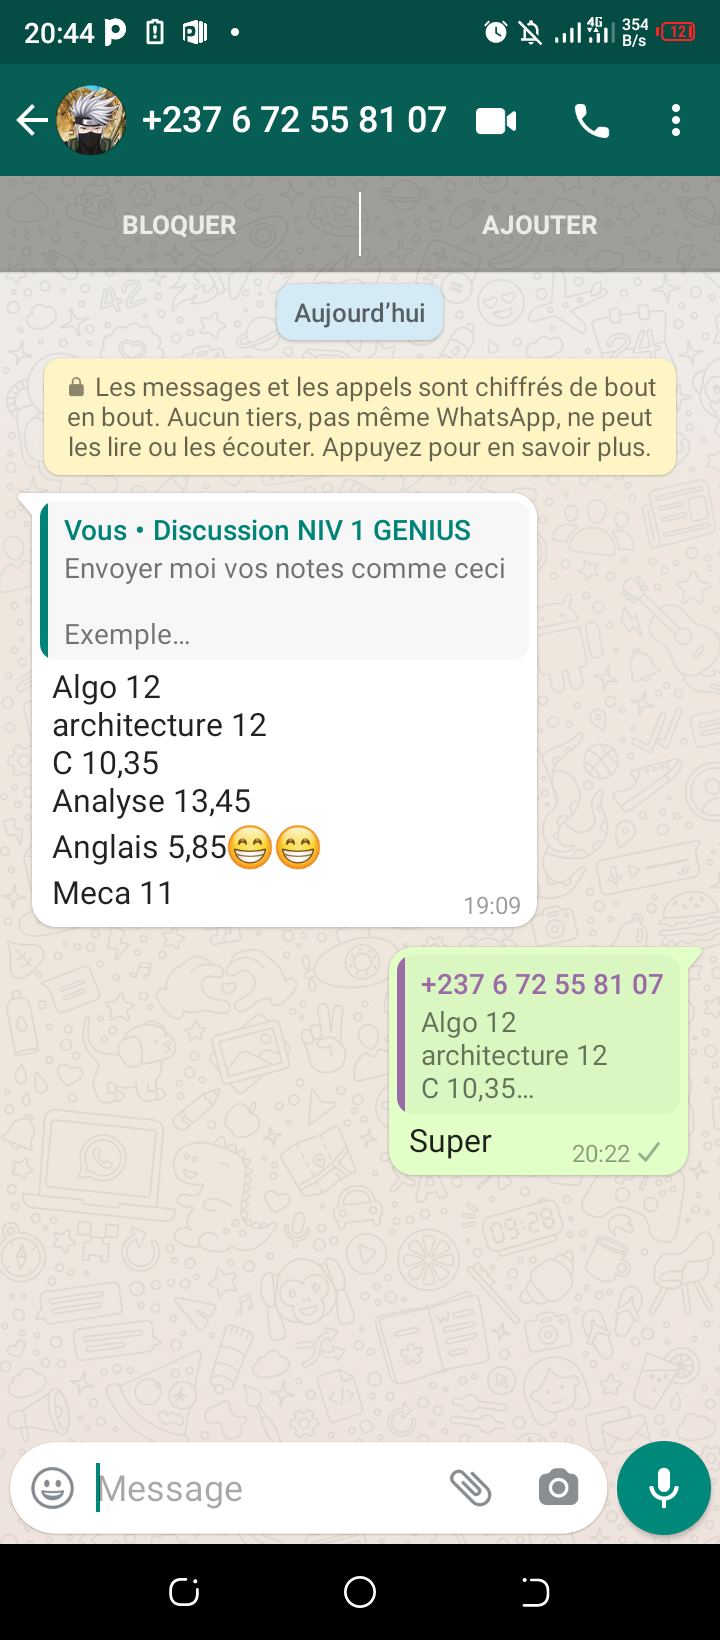 20:44
4G
354
B/s
12
+237 6 72 55 81 07
BLOQUER
AJOUTER
Aujourd’hui
Les messages et les appels sont chiffrés de bout
en bout. Aucun tiers, pas même WhatsApp, ne peut
les lire ou les écouter. Appuyez pour en savoir plus.
Vous • Discussion NIV 1 GENIUS
Envoyer moi vos notes comme ceci
Exemple…
Algo 12
architecture 12
C 10,35
Analyse 13,45
Anglais 5,85😁😁
Meca 11
19:09
+237 6 72 55 81 07
Algo 12
architecture 12
C 10,35…
Super
20:22
Message